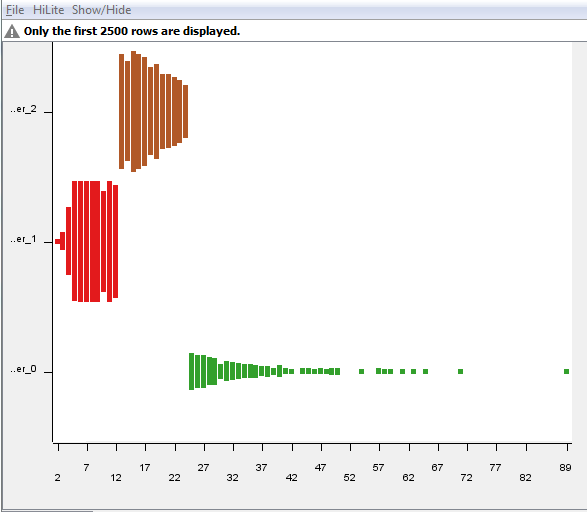 File HiLite Show/Hide
Only the first 2500 rows are displayed.
..er_2
..er_1
..er_0
2 7 12 17 22 27 32 37 42 47 52 57 62 67 72 77 82 89